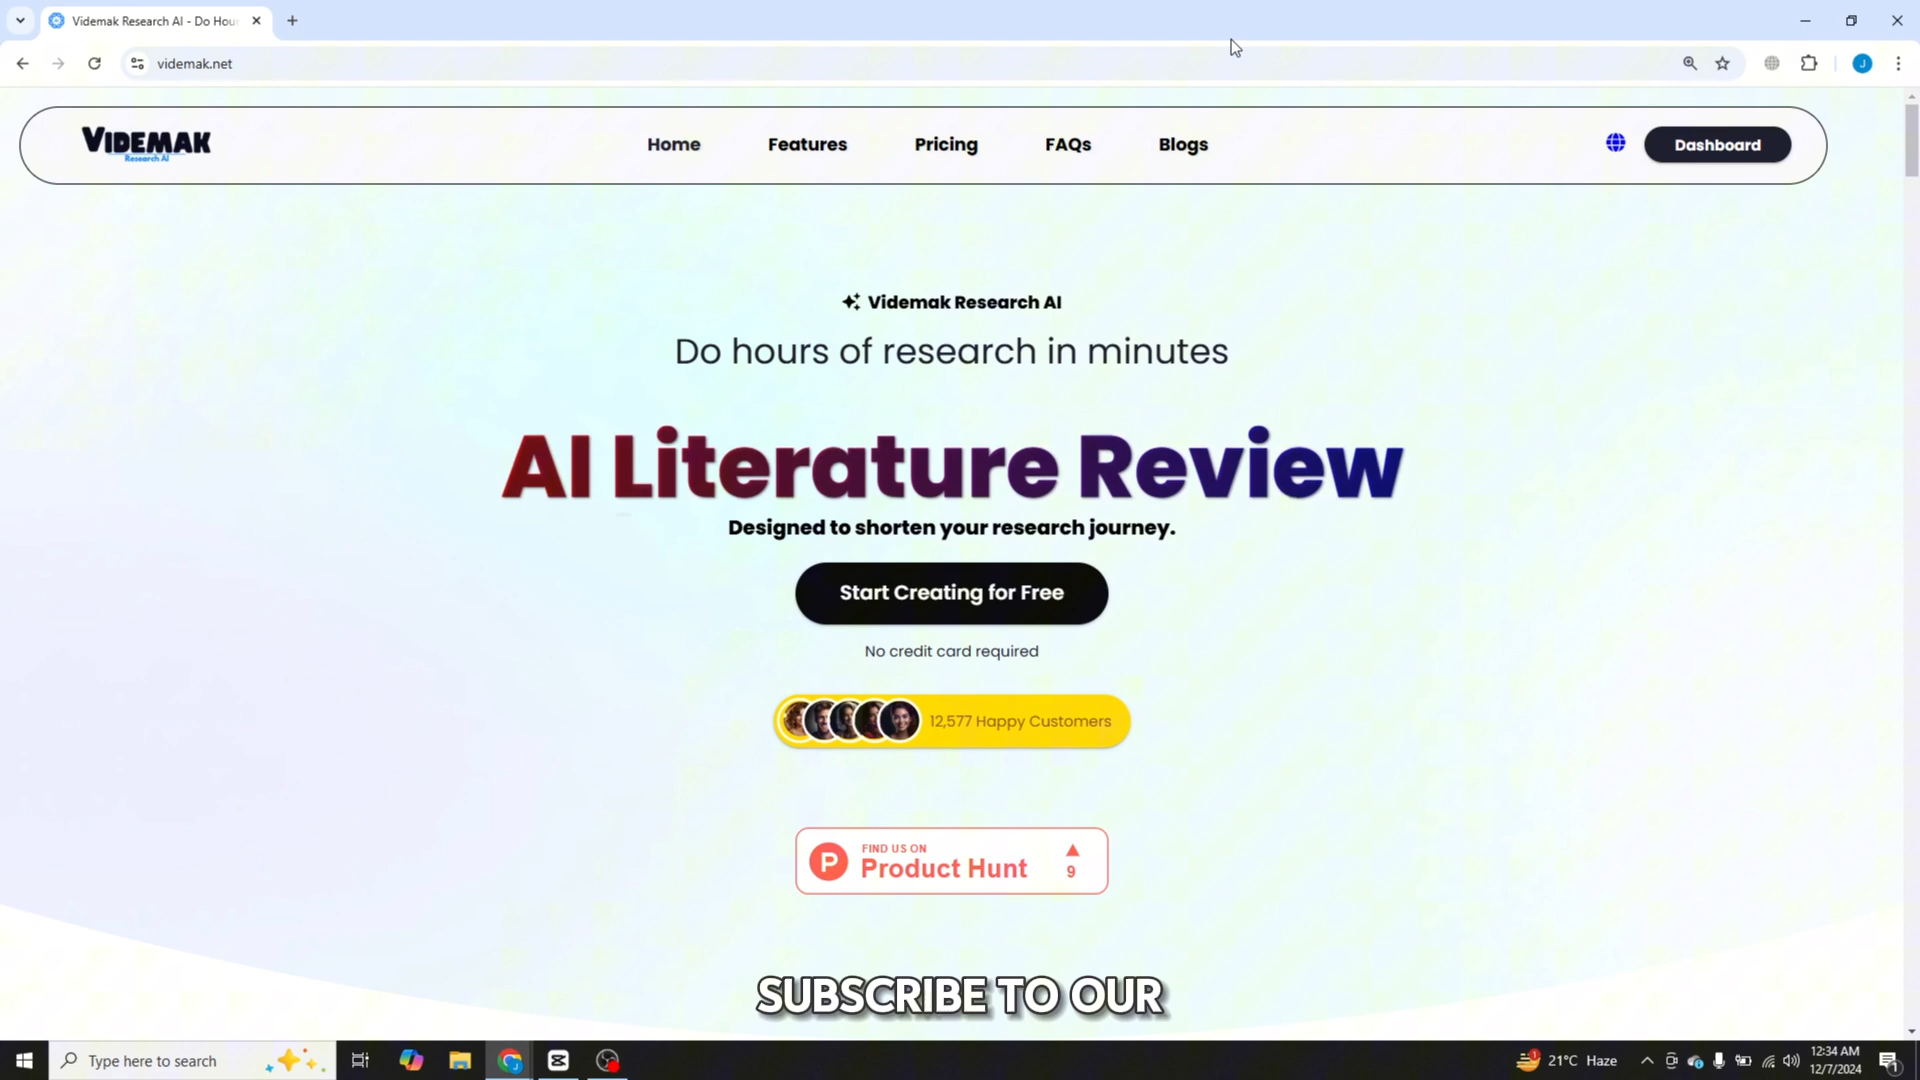 Videmak Research AI - Do Hou
videmak.net
J
VIDEMAK
Research AI
Home
Features
Pricing
FAQs
Blogs
Dashboard
Videmak Research AI
Do hours of research in minutes
AI Literature Review
Designed to shorten your research journey.
Start Creating for Free
No credit card required
12,577 Happy Customers
P
FIND US ON
Product Hunt
9
SUBSCRIBE TO OUR
Type here to search
1
21°C Haze
12:34 AM
12/7/2024
1